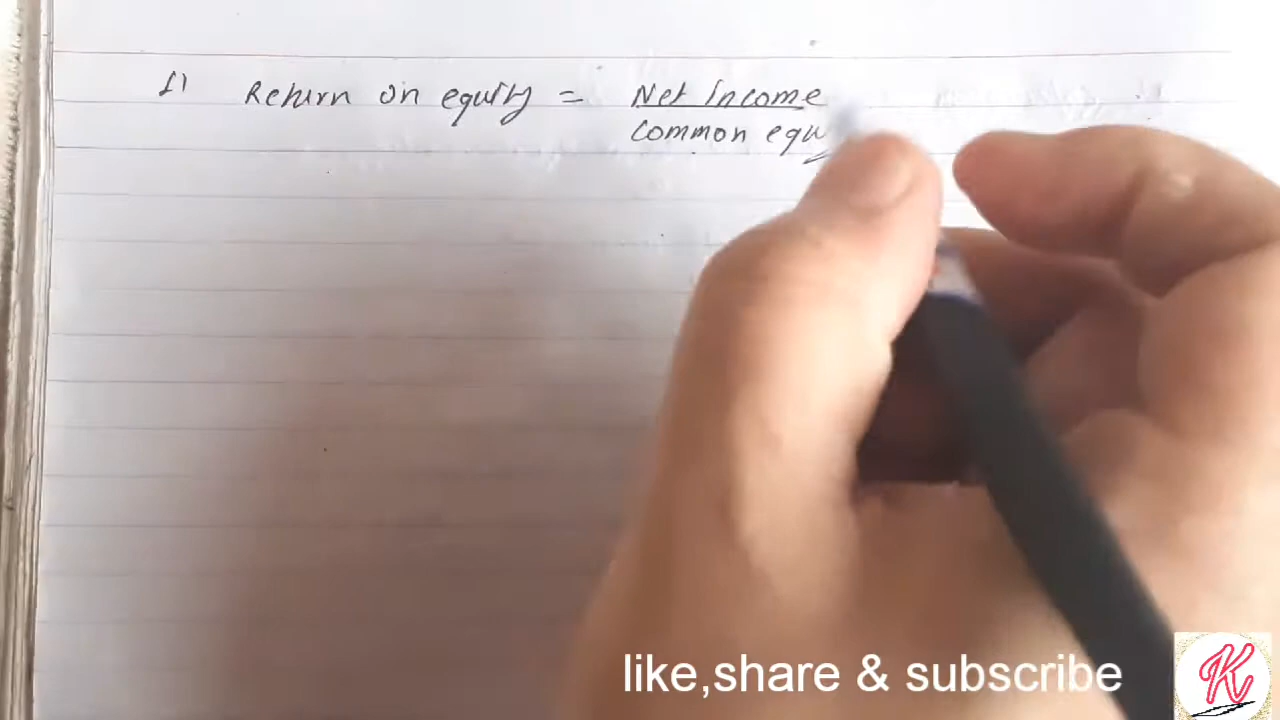 1) Return on equity = Net Income
Common equ
like,share & subscribe
K